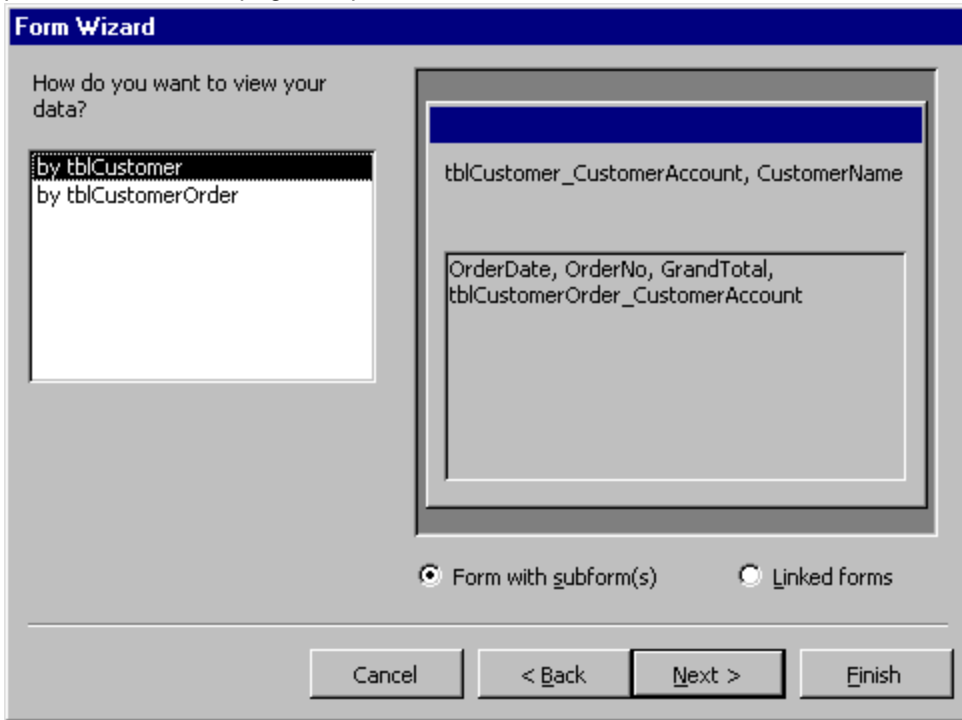 Form Wizard
How do you want to view your
data?
by tblCustomer
by tblCustomerOrder
tblCustomer_CustomerAccount, CustomerName
OrderDate, OrderNo, GrandTotal,
tblCustomerOrder_CustomerAccount
Form with subform(s)
Linked forms
Cancel
< Back
Next >
Finish